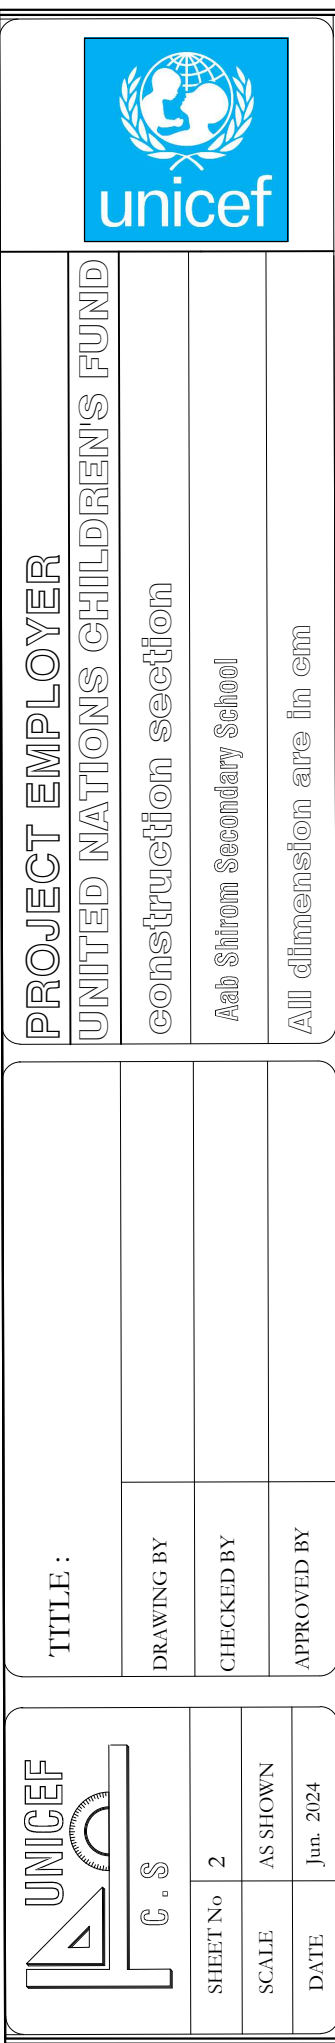 unicef
PROJECT EMPLOYER
UNITED NATIONS CHILDREN'S FUND
construction section
Aab Shirom Secondary School
All dimension are in cm
TITLE :
DRAWING BY
CHECKED BY
APPROVED BY
UNICEF
C . S
SHEET No 2
SCALE AS SHOWN
DATE Jun. 2024